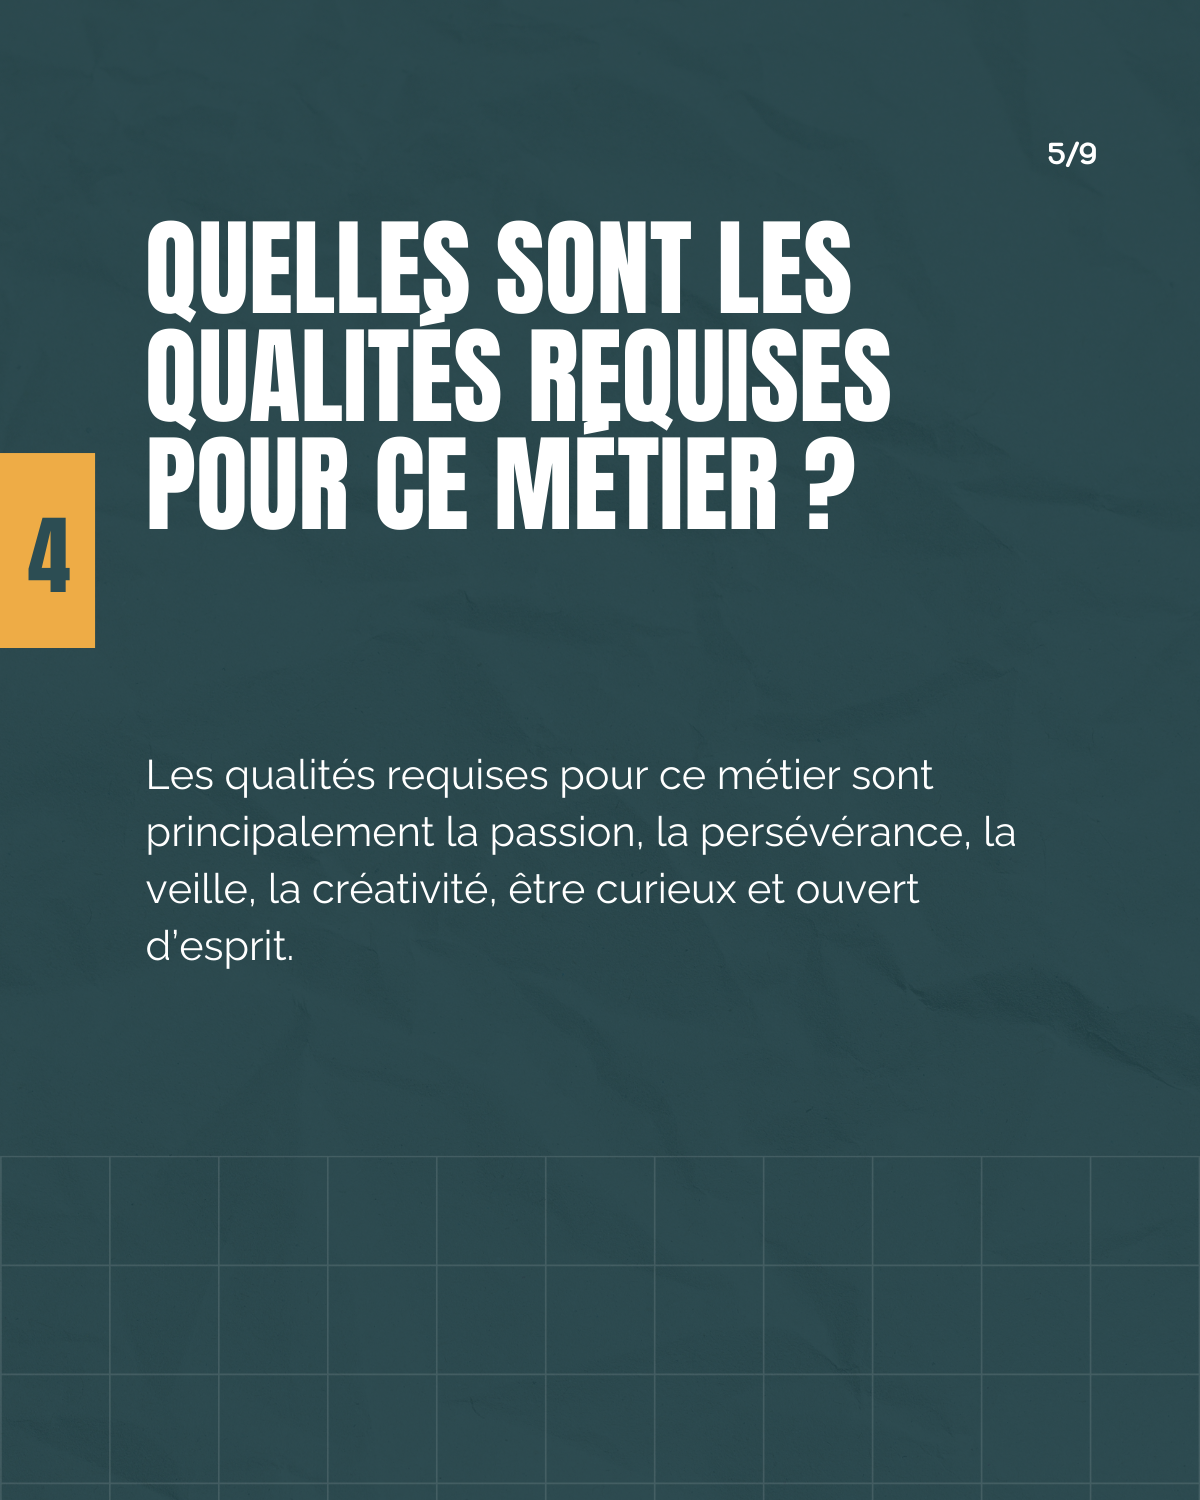 5/9
QUELLES SONT LES
QUALITÉS REQUISES
POUR CE MÉTIER ?
4
Les qualités requises pour ce métier sont
principalement la passion, la persévérance, la
veille, la créativité, être curieux et ouvert
d’esprit.